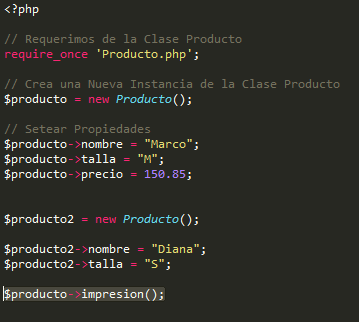 <?php
// Requerimos de la Clase Producto
require_once 'Producto.php';
// Crea una Nueva Instancia de la Clase Producto
$producto = new Producto();
// Setear Propiedades
$producto->nombre = "Marco";
$producto->talla = "M";
$producto->precio = 150.85;
$producto2 = new Producto();
$producto2->nombre = "Diana";
$producto2->talla = "S";
$producto->impresion();